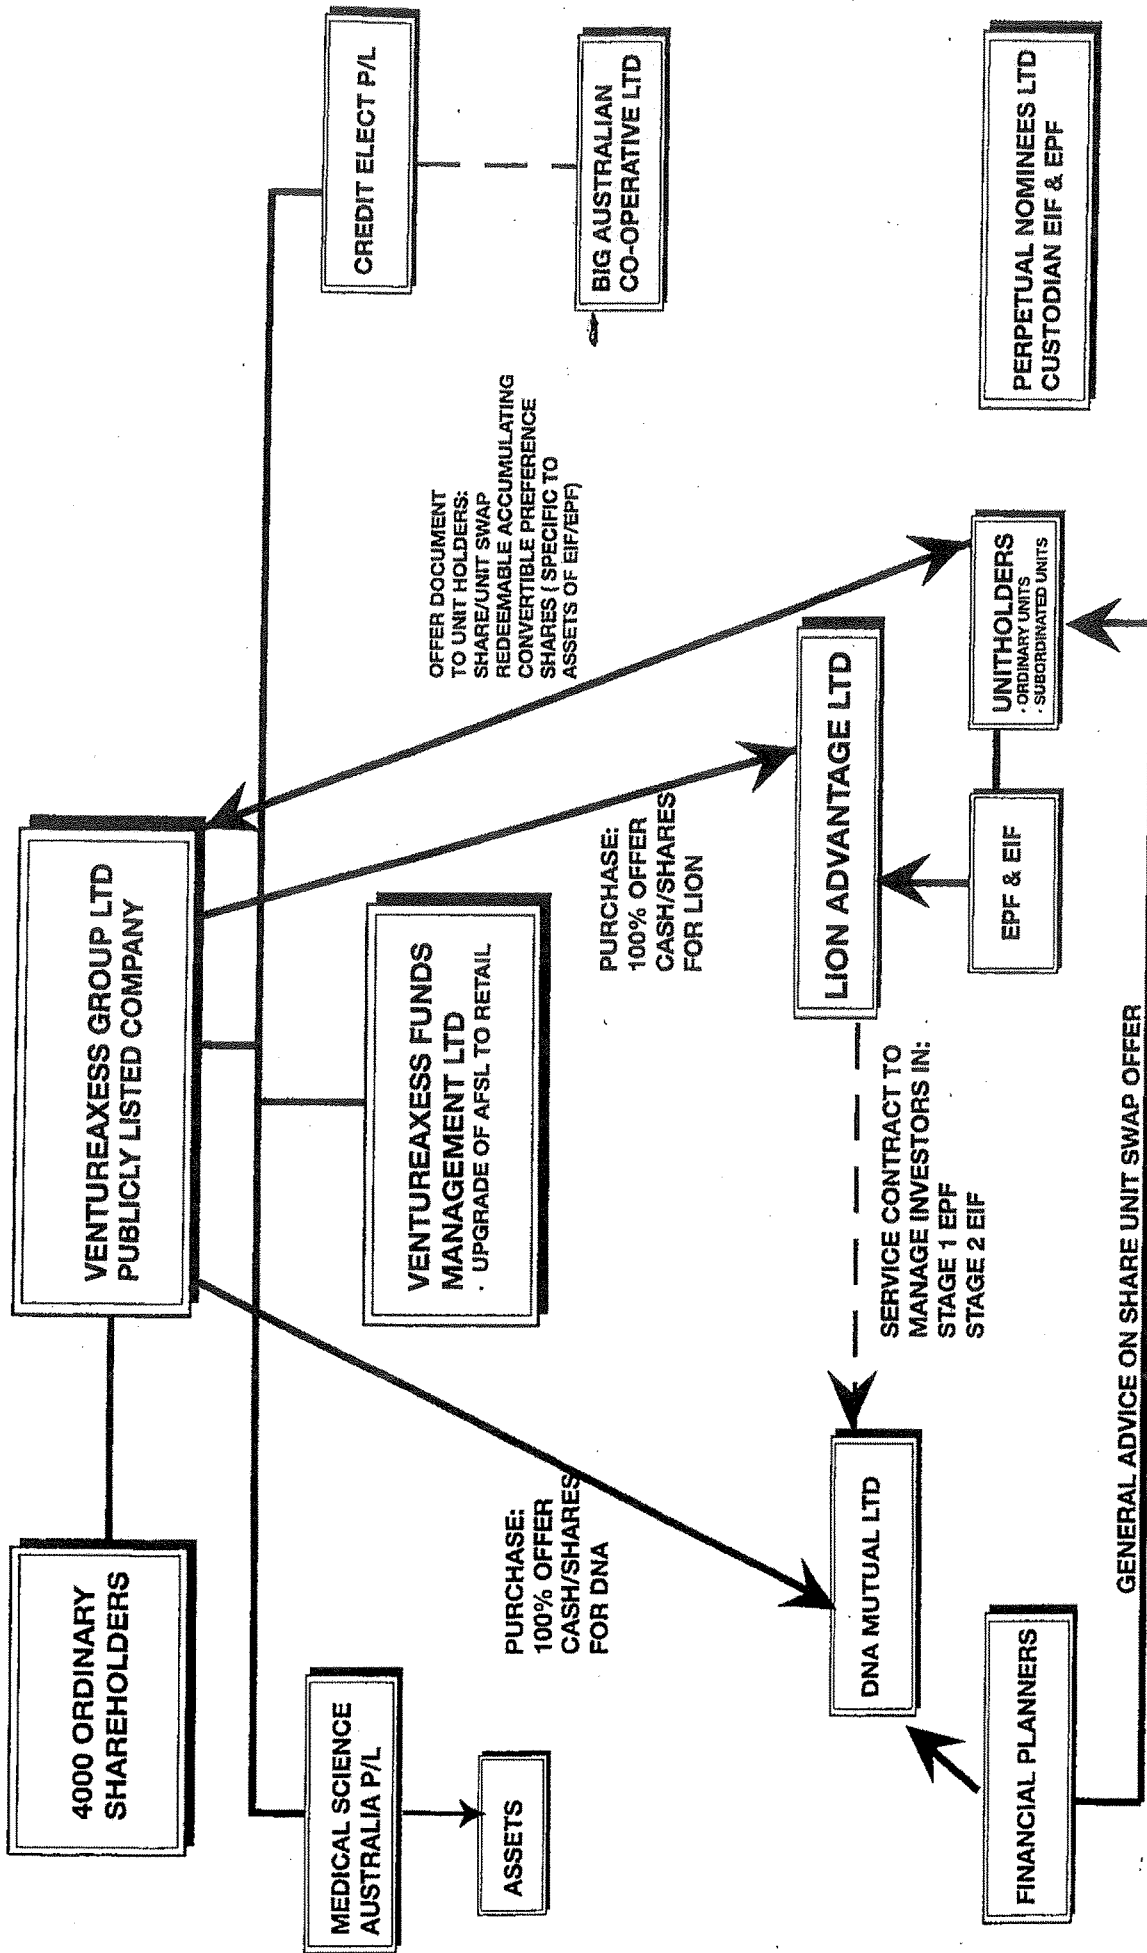 4000 ORDINARY
SHAREHOLDERS
VENTUREAXESS GROUP LTD
PUBLICLY LISTED COMPANY
MEDICAL SCIENCE
AUSTRALIA P/L
ASSETS
VENTUREAXESS FUNDS
MANAGEMENT LTD
· UPGRADE OF AFSL TO RETAIL
CREDIT ELECT P/L
BIG AUSTRALIAN
CO-OPERATIVE LTD
OFFER DOCUMENT
TO UNIT HOLDERS:
SHARE/UNIT SWAP
REDEEMABLE ACCUMULATING
CONVERTIBLE PREFERENCE
SHARES ( SPECIFIC TO
ASSETS OF EIF/EPF)
PURCHASE:
100% OFFER
CASH/SHARES
FOR DNA
PURCHASE:
100% OFFER
CASH/SHARES
FOR LION
DNA MUTUAL LTD
SERVICE CONTRACT TO
MANAGE INVESTORS IN:
STAGE 1 EPF
STAGE 2 EIF
LION ADVANTAGE LTD
FINANCIAL PLANNERS
EPF & EIF
UNITHOLDERS
· ORDINARY UNITS
· SUBORDINATED UNITS
PERPETUAL NOMINEES LTD
CUSTODIAN EIF & EPF
GENERAL ADVICE ON SHARE UNIT SWAP OFFER